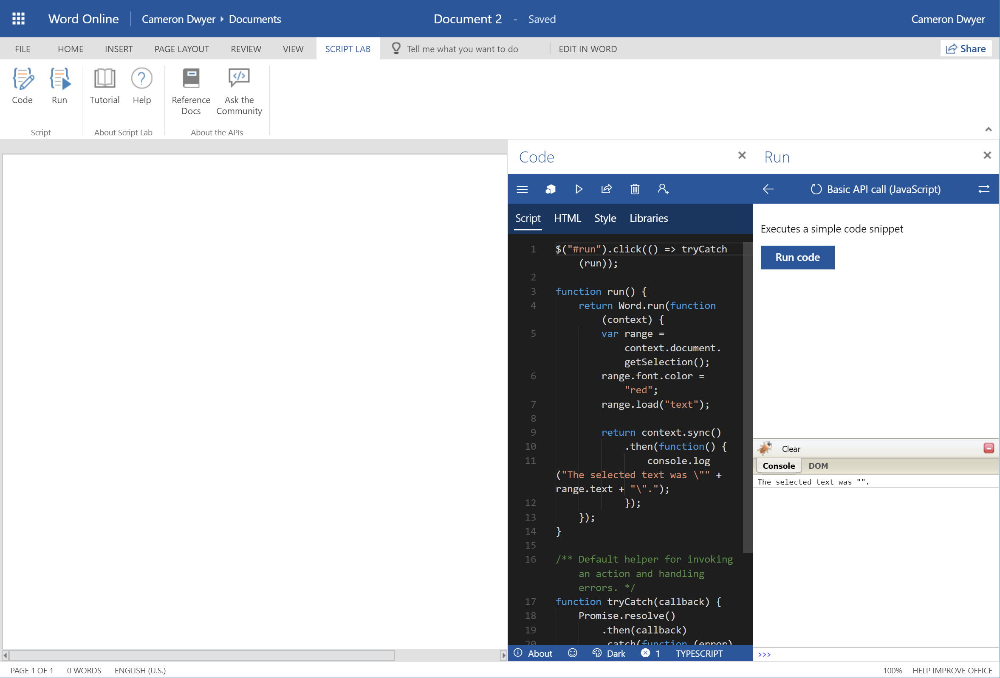 Word Online
Cameron Dwyer
Documents
Document 2 - Saved
Cameron Dwyer
FILE
HOME
INSERT
PAGE LAYOUT
REVIEW
VIEW
SCRIPT LAB
Tell me what you want to do
EDIT IN WORD
Share
Code
Run
Tutorial
Help
Reference
Docs
Ask the
Community
Script
About Script Lab
About the APIs
Code
Script
HTML
Style
Libraries
1 $("#run").click(() => tryCatch
(run));
2
3 function run() {
4 return Word.run(function
(context) {
5 var range =
context.document.
getSelection();
6 range.font.color =
"red";
7 range.load("text");
8
9 return context.sync()
10 .then(function() {
11 console.log
("The selected text was \"" +
range.text + "\".");
12 });
13 });
14 }
15
16 /** Default helper for invoking
an action and handling
errors. */
17 function tryCatch(callback) {
18 Promise.resolve()
19 .then(callback)
20 .catch(function (error)
About
Dark
1
TYPESCRIPT
Run
Basic API call (JavaScript)
Executes a simple code snippet
Run code
Clear
Console
DOM
The selected text was "".
>>>
PAGE 1 OF 1
0 WORDS
ENGLISH (U.S.)
100%
HELP IMPROVE OFFICE